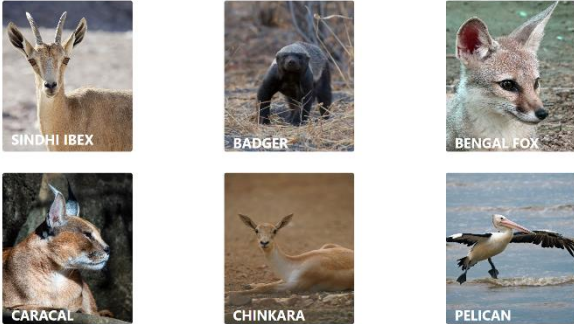 SINDHI IBEX
BADGER
BENGAL FOX
CARACAL
CHINKARA
PELICAN